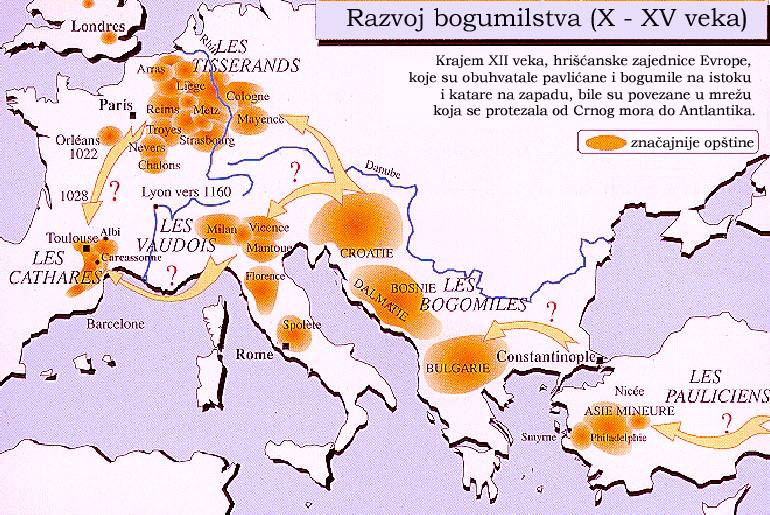 Razvoj bogumilstva (X - XV veka)
Krajem XII veka, hrišćanske zajednice Evrope,
koje su obuhvatale pavlićane i bogumile na istoku
i katare na zapadu, bile su povezane u mrežu
koja se protezala od Crnog mora do Antlantika.
značajnije opštine
Londres
LES
TISSERANDS
Arras
Liège
Cologne
Paris
Reims
Metz
Mayence
Troyes
Orléans
1022
Nevers
Strasbourg
Chalons
Danube
?
?
1028
Lyon vers 1160
LES
VAUDOIS
Milan
Vicence
Mantoue
CROATIE
Toulouse
Albi
LES
CATHARES
Carcassonne
?
Florence
BOSNIE
DALMATIE
LES
BOGOMILES
?
Barcelone
Spolète
Rome
BULGARIE
Constantinople
LES
PAULICIENS
Nicée
ASIE MINEURE
?
Smyrne
Philadelphie